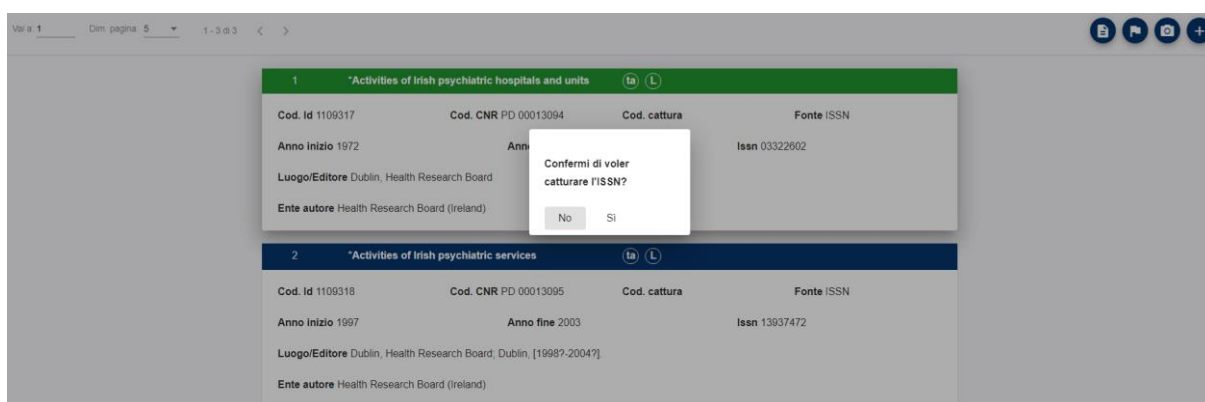 Vai a: 1 Dim. pagina: 5 1 - 3 di 3
1 *Activities of Irish psychiatric hospitals and units ta L
Cod. Id 1109317 Cod. CNR PD 00013094 Cod. cattura Fonte ISSN
Anno inizio 1972 Issn 03322602
Luogo/Editore Dublin, Health Research Board
Ente autore Health Research Board (Ireland)
Confermi di voler
catturare l'ISSN?
No Sì
2 *Activities of Irish psychiatric services ta L
Cod. Id 1109318 Cod. CNR PD 00013095 Cod. cattura Fonte ISSN
Anno inizio 1997 Anno fine 2003 Issn 13937472
Luogo/Editore Dublin, Health Research Board; Dublin, [1998?-2004?].
Ente autore Health Research Board (Ireland)